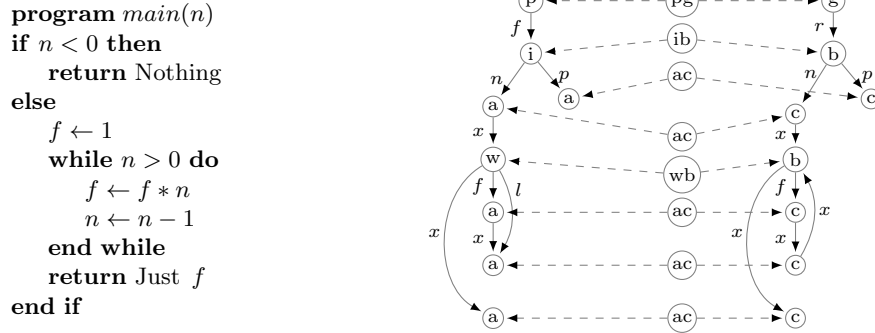 program main(n)
if n < 0 then
return Nothing
else
f ← 1
while n > 0 do
f ← f * n
n ← n − 1
end while
return Just f
end if
p pg g
f r
i ib b
n p ac n p
a a c c
x ac x
w wb b
f l f
a ac c
x x x x x
a ac c
a ac c